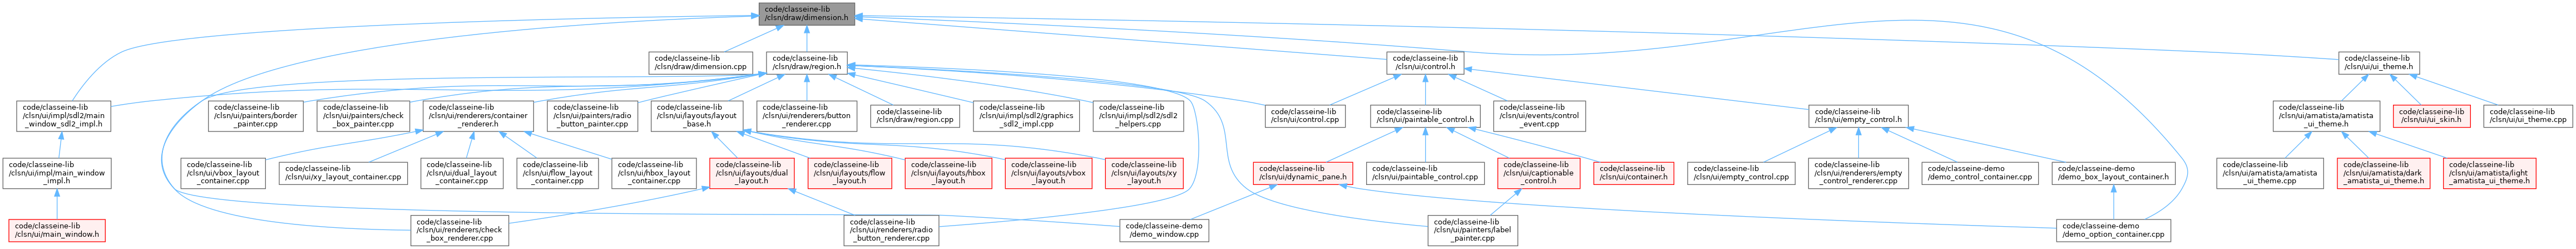 code/classeine-lib
/clsn/draw/dimension.h
code/classeine-lib
/clsn/draw/dimension.cpp
code/classeine-lib
/clsn/draw/region.h
code/classeine-lib
/clsn/ui/control.h
code/classeine-lib
/clsn/ui/ui_theme.h
code/classeine-lib
/clsn/ui/impl/sdl2/main
_window_sdl2_impl.h
code/classeine-lib
/clsn/ui/painters/border
_painter.cpp
code/classeine-lib
/clsn/ui/painters/check
_box_painter.cpp
code/classeine-lib
/clsn/ui/renderers/container
_renderer.h
code/classeine-lib
/clsn/ui/painters/radio
_button_painter.cpp
code/classeine-lib
/clsn/ui/layouts/layout
_base.h
code/classeine-lib
/clsn/ui/renderers/button
_renderer.cpp
code/classeine-lib
/clsn/draw/region.cpp
code/classeine-lib
/clsn/ui/impl/sdl2/graphics
_sdl2_impl.cpp
code/classeine-lib
/clsn/ui/impl/sdl2/sdl2
_helpers.cpp
code/classeine-lib
/clsn/ui/control.cpp
code/classeine-lib
/clsn/ui/paintable_control.h
code/classeine-lib
/clsn/ui/events/control
_event.cpp
code/classeine-lib
/clsn/ui/empty_control.h
code/classeine-lib
/clsn/ui/amatista/amatista
_ui_theme.h
code/classeine-lib
/clsn/ui/ui_skin.h
code/classeine-lib
/clsn/ui/ui_theme.cpp
code/classeine-lib
/clsn/ui/impl/main_window
_impl.h
code/classeine-lib
/clsn/ui/vbox_layout
_container.cpp
code/classeine-lib
/clsn/ui/xy_layout_container.cpp
code/classeine-lib
/clsn/ui/dual_layout
_container.cpp
code/classeine-lib
/clsn/ui/flow_layout
_container.cpp
code/classeine-lib
/clsn/ui/hbox_layout
_container.cpp
code/classeine-lib
/clsn/ui/layouts/dual
_layout.h
code/classeine-lib
/clsn/ui/layouts/flow
_layout.h
code/classeine-lib
/clsn/ui/layouts/hbox
_layout.h
code/classeine-lib
/clsn/ui/layouts/vbox
_layout.h
code/classeine-lib
/clsn/ui/layouts/xy
_layout.h
code/classeine-lib
/clsn/ui/dynamic_pane.h
code/classeine-lib
/clsn/ui/paintable_control.cpp
code/classeine-lib
/clsn/ui/captionable
_control.h
code/classeine-lib
/clsn/ui/container.h
code/classeine-lib
/clsn/ui/empty_control.cpp
code/classeine-lib
/clsn/ui/renderers/empty
_control_renderer.cpp
code/classeine-demo
/demo_control_container.cpp
code/classeine-demo
/demo_box_layout_container.h
code/classeine-lib
/clsn/ui/amatista/amatista
_ui_theme.cpp
code/classeine-lib
/clsn/ui/amatista/dark
_amatista_ui_theme.h
code/classeine-lib
/clsn/ui/amatista/light
_amatista_ui_theme.h
code/classeine-lib
/clsn/ui/main_window.h
code/classeine-lib
/clsn/ui/renderers/check
_box_renderer.cpp
code/classeine-lib
/clsn/ui/renderers/radio
_button_renderer.cpp
code/classeine-demo
/demo_window.cpp
code/classeine-lib
/clsn/ui/painters/label
_painter.cpp
code/classeine-demo
/demo_option_container.cpp